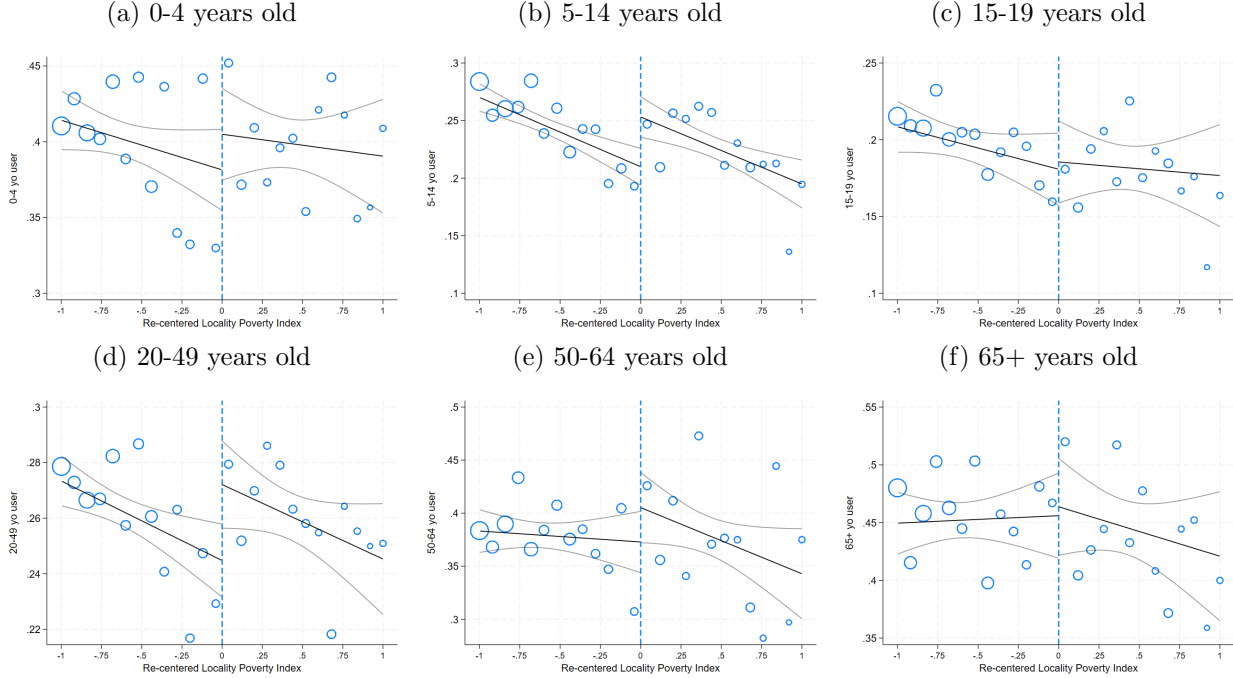 (a) 0-4 years old
(b) 5-14 years old
(c) 15-19 years old
0-4 yo user
.45
.4
.35
.3
-1 -.75 -.5 -.25 0 .25 .5 .75 1
Re-centered Locality Poverty Index
5-14 yo user
.3
.25
.2
.15
.1
-1 -.75 -.5 -.25 0 .25 .5 .75 1
Re-centered Locality Poverty Index
15-19 yo user
.25
.2
.15
.1
-1 -.75 -.5 -.25 0 .25 .5 .75 1
Re-centered Locality Poverty Index
(d) 20-49 years old
(e) 50-64 years old
(f) 65+ years old
20-49 yo user
.3
.28
.26
.24
.22
-1 -.75 -.5 -.25 0 .25 .5 .75 1
Re-centered Locality Poverty Index
50-64 yo user
.5
.4
.3
-1 -.75 -.5 -.25 0 .25 .5 .75 1
Re-centered Locality Poverty Index
65+ yo user
.55
.5
.45
.4
.35
-1 -.75 -.5 -.25 0 .25 .5 .75 1
Re-centered Locality Poverty Index